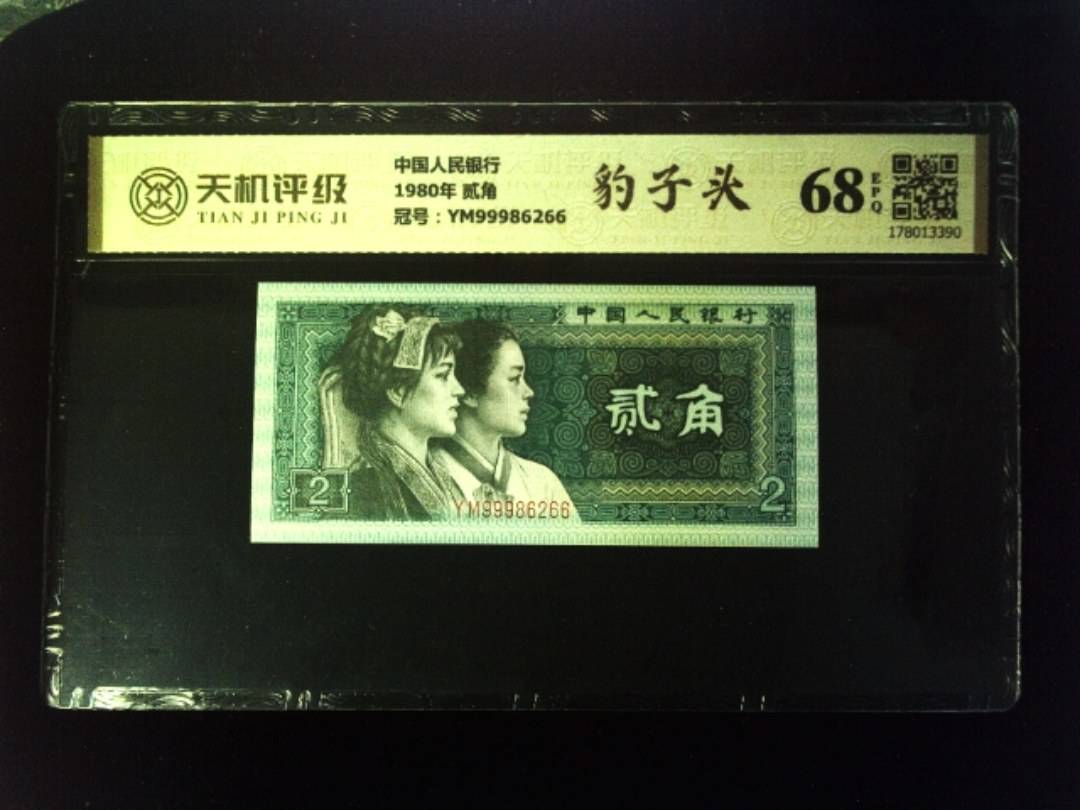 天机评级
TIAN JI PING JI
中国人民银行
1980年 贰角
冠号：YM99986266
豹子头
68
EPQ
178013390
中国人民银行
贰角
2
2
YM99986266